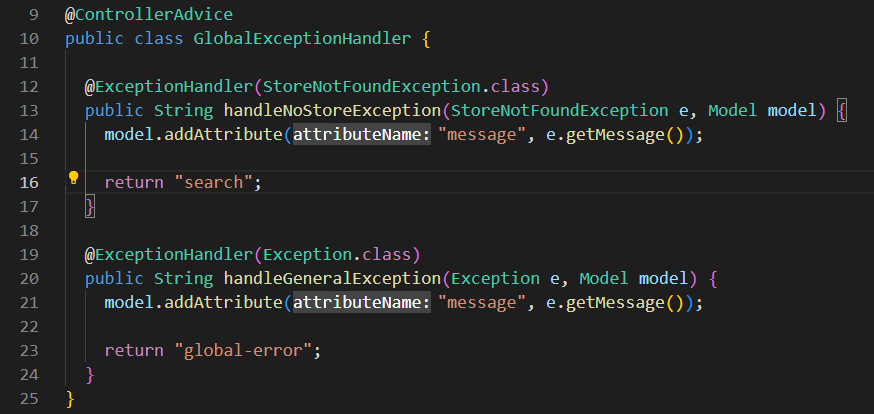 9 @ControllerAdvice
10 public class GlobalExceptionHandler {
11
12 @ExceptionHandler(StoreNotFoundException.class)
13 public String handleNoStoreException(StoreNotFoundException e, Model model) {
14 model.addAttribute(attributeName: "message", e.getMessage());
15
16 return "search";
17 }
18
19 @ExceptionHandler(Exception.class)
20 public String handleGeneralException(Exception e, Model model) {
21 model.addAttribute(attributeName: "message", e.getMessage());
22
23 return "global-error";
24 }
25 }